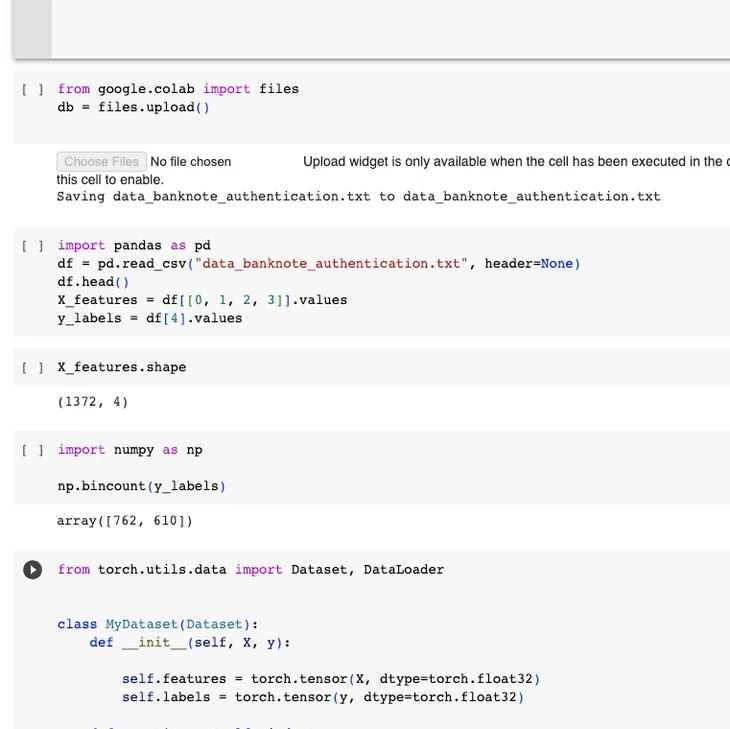 [ ] from google.colab import files
db = files.upload()
Choose Files No file chosen Upload widget is only available when the cell has been executed in the
this cell to enable.
Saving data_banknote_authentication.txt to data_banknote_authentication.txt
[ ] import pandas as pd
df = pd.read_csv("data_banknote_authentication.txt", header=None)
df.head()
X_features = df[[0, 1, 2, 3]].values
y_labels = df[4].values
[ ] X_features.shape
(1372, 4)
[ ] import numpy as np
np.bincount(y_labels)
array([762, 610])
from torch.utils.data import Dataset, DataLoader
class MyDataset(Dataset):
def __init__(self, X, y):
self.features = torch.tensor(X, dtype=torch.float32)
self.labels = torch.tensor(y, dtype=torch.float32)